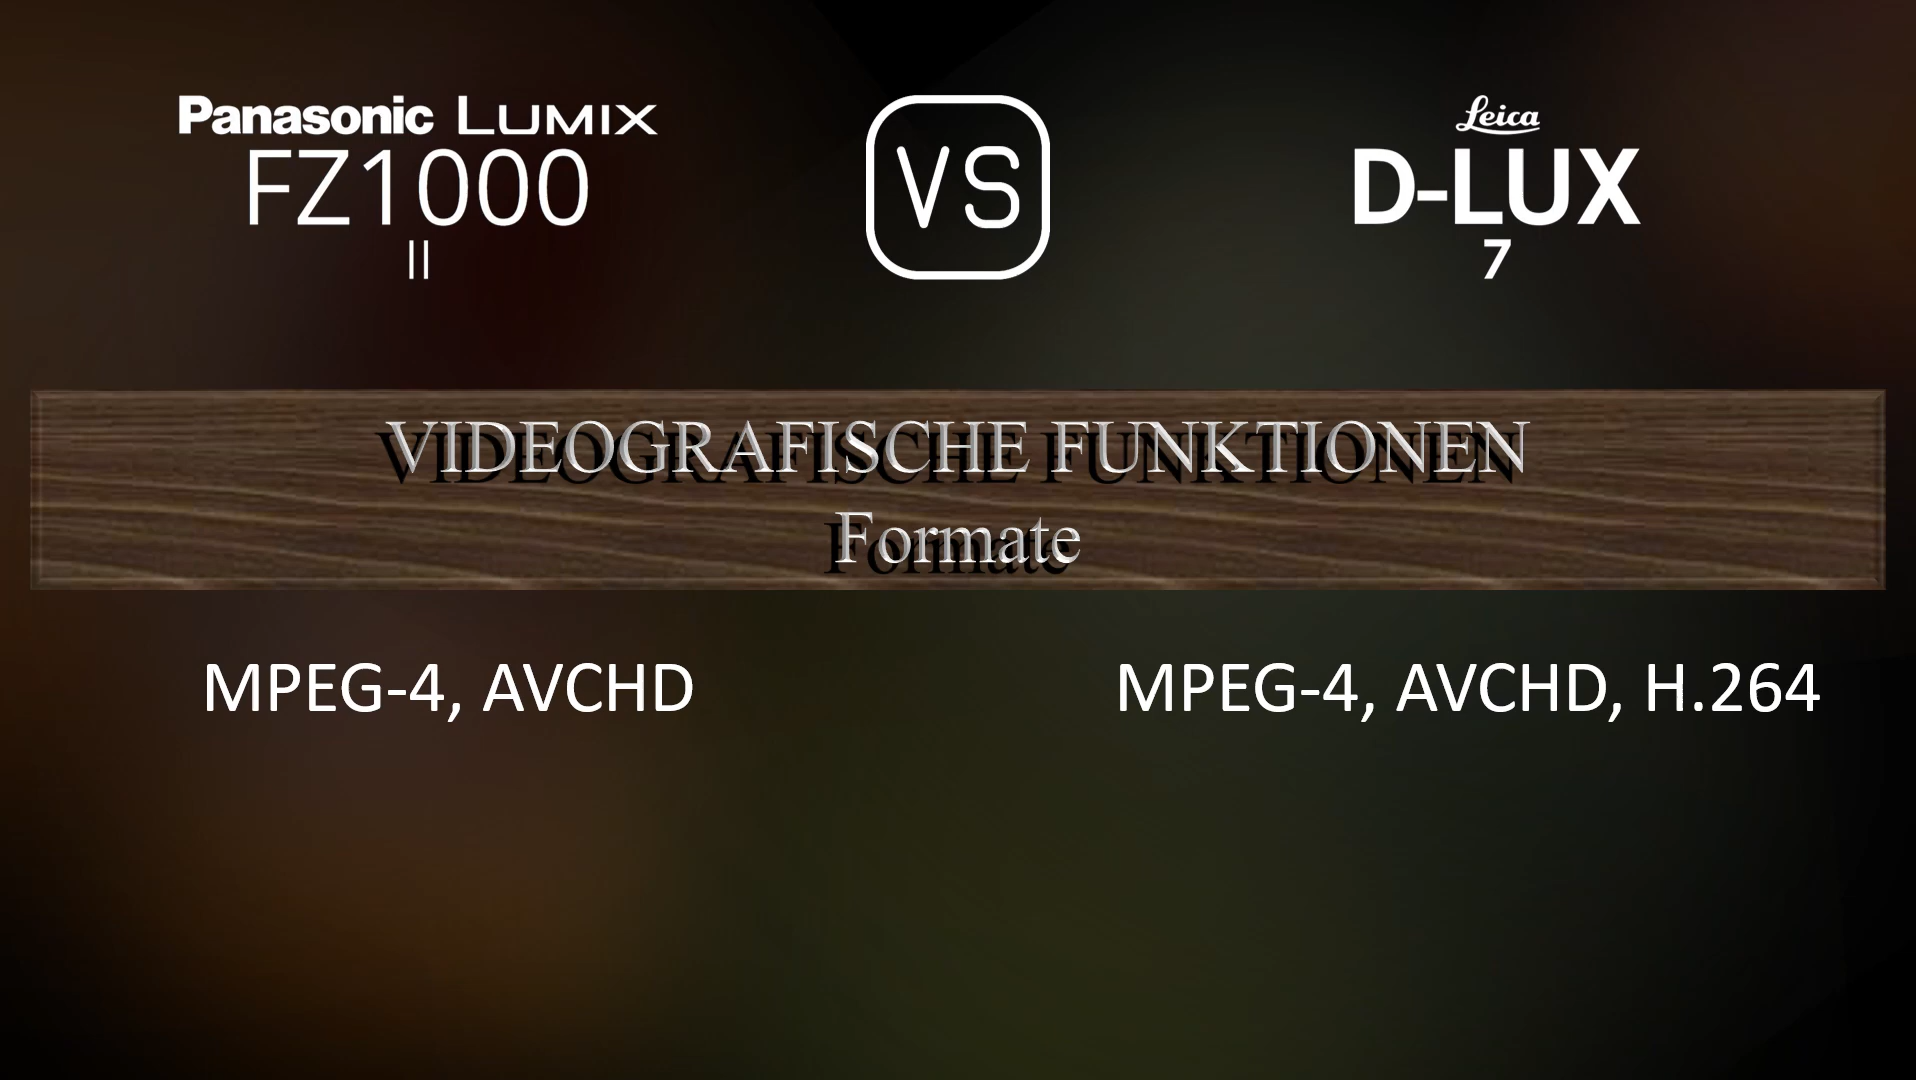 Panasonic LUMIX
FZ1000
II
VS
Leica
D-LUX
7
VIDEOGRAFISCHE FUNKTIONEN
Formate
MPEG-4, AVCHD
MPEG-4, AVCHD, H.264